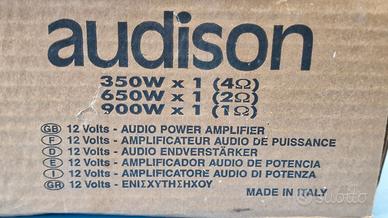 audison
350W x 1 (4Ω)
650W x 1 (2Ω)
900W x 1 (1Ω)
GB 12 Volts - AUDIO POWER AMPLIFIER
F 12 Volts - AMPLIFICATEUR AUDIO DE PUISSANCE
D 12 Volts - AUDIO ENDVERSTÄRKER
E 12 Volts - AMPLIFICADOR AUDIO DE POTENCIA
I 12 Volts - AMPLIFICATORE AUDIO DI POTENZA
GR 12 Volts - ΕΝΙΣΧΥΤΗΣΗΧΟΥ
MADE IN ITALY
subito